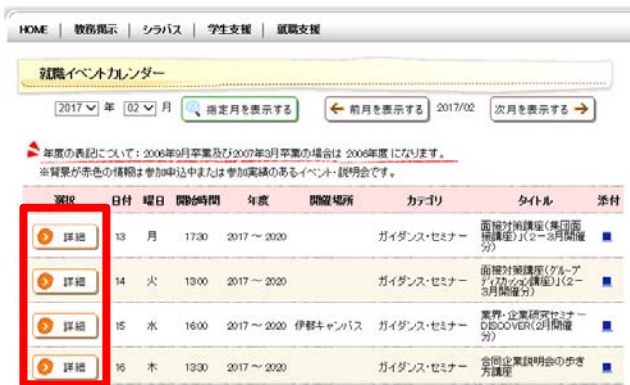 HOME | 教務掲示 | シラバス | 学生支援 | 就職支援
就職イベントカレンダー
2017 年 02 月 指定月を表示する ← 前月を表示する 2017/02 次月を表示する →
年度の表記について：2006年9月卒業及び2007年3月卒業の場合は 2006年度 になります。
※背景が赤色の情報は参加申込中または参加実績のあるイベント・説明会です。
選択 日付 曜日 開始時間 年度 開催場所 カテゴリ タイトル 添付
詳細 13 月 17:30 2017 ～ 2020 ガイダンス・セミナー 面接対策講座(集団面
接講座)」(2－3月開催
分)
詳細 14 火 13:00 2017 ～ 2020 ガイダンス・セミナー 面接対策講座(グループ
ディスカッション講座)」(2－
3月開催分)
詳細 15 水 16:00 2017 ～ 2020 伊都キャンパス ガイダンス・セミナー 業界・企業研究セミナー
DISCOVER(2月開催
分)
詳細 16 木 13:30 2017 ～ 2020 ガイダンス・セミナー 合同企業説明会の歩き
方講座